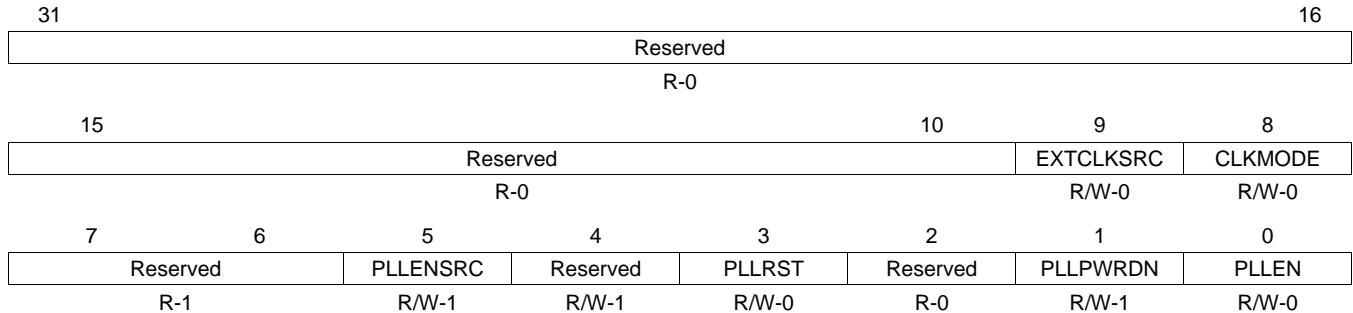 31 16
Reserved
R-0
15 10 9 8
Reserved EXTCLKSRC CLKMODE
R-0 R/W-0 R/W-0
7 6 5 4 3 2 1 0
Reserved PLLENSRC Reserved PLLRST Reserved PLLPWRDN PLLEN
R-1 R/W-1 R/W-1 R/W-0 R-0 R/W-1 R/W-0